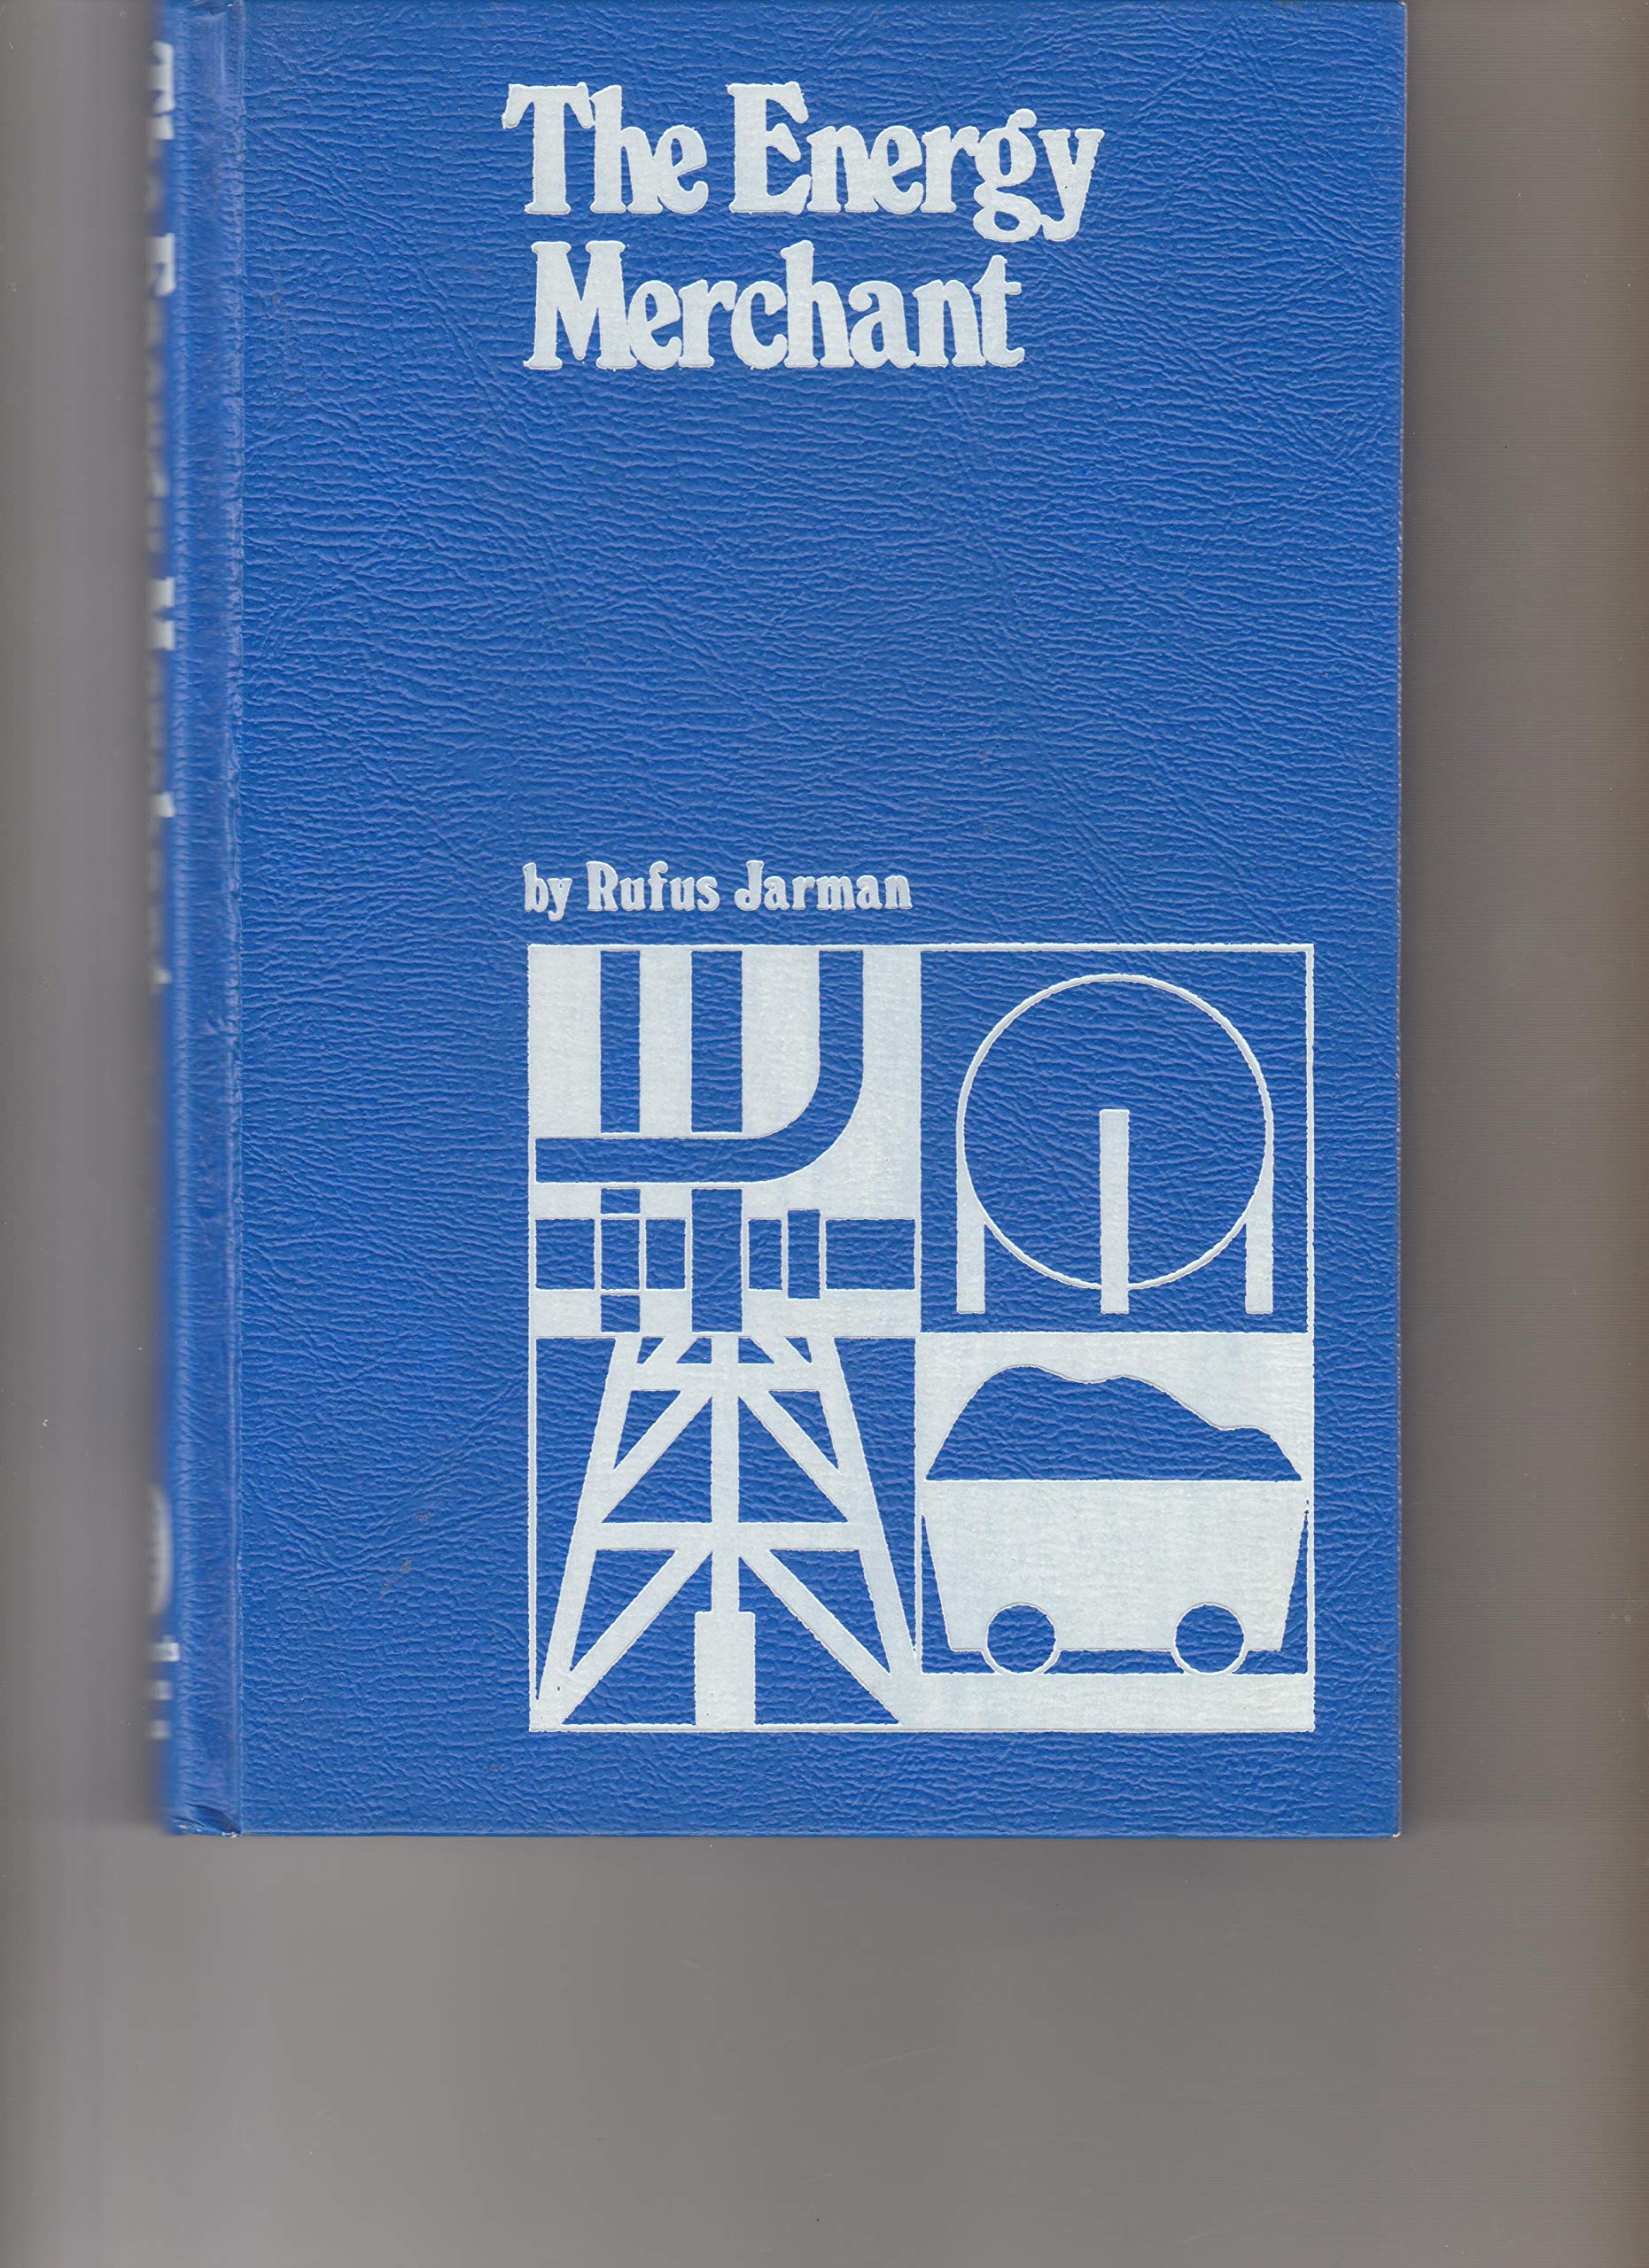 The Energy
Merchant
by Rufus Jarman